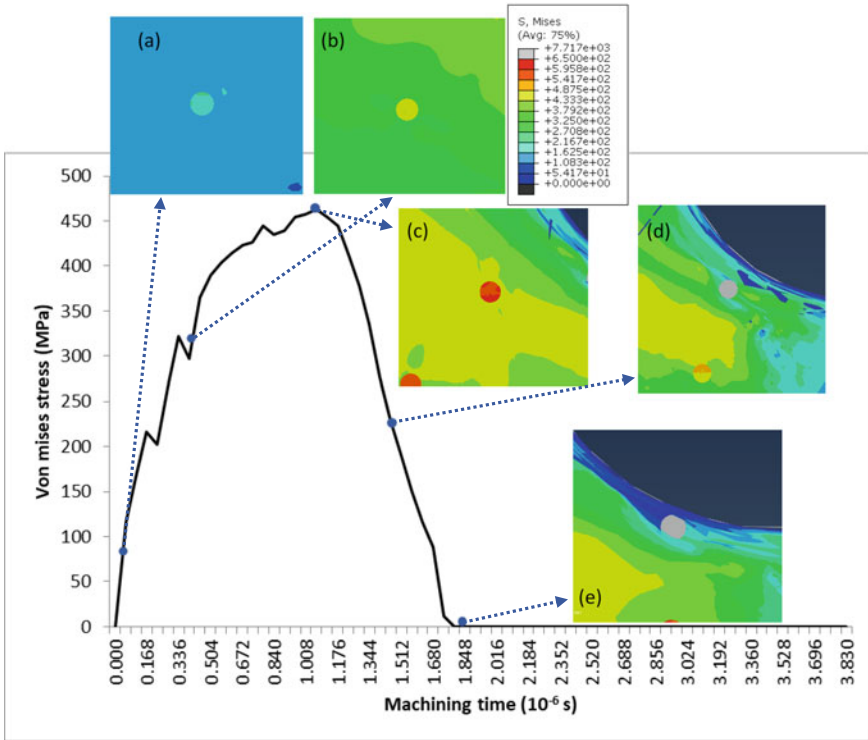 (a)
(b)
S, Mises
(Avg: 75%)
+7.717e+03
+6.500e+02
+5.958e+02
+5.417e+02
+4.875e+02
+4.333e+02
+3.792e+02
+3.250e+02
+2.708e+02
+2.167e+02
+1.625e+02
+1.083e+02
+5.417e+01
+0.000e+00
(c)
(d)
(e)
Von mises stress (MPa)
500
450
400
350
300
250
200
150
100
50
0
0.000
0.168
0.336
0.504
0.672
0.840
1.008
1.176
1.344
1.512
1.680
1.848
2.016
2.184
2.352
2.520
2.688
2.856
3.024
3.192
3.360
3.528
3.696
3.830
Machining time (10⁻⁶ s)